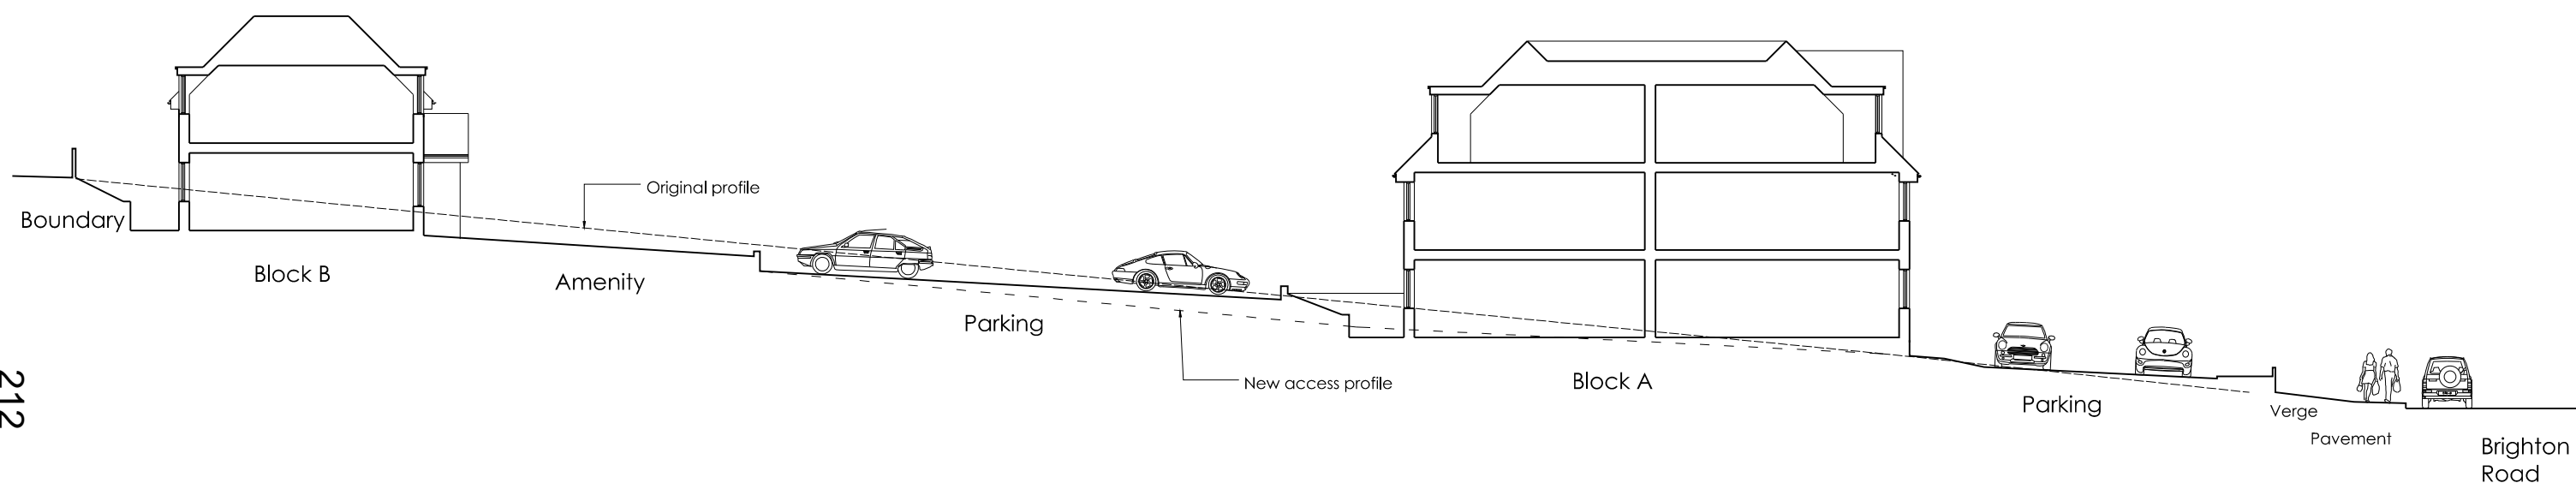 Boundary
Block B
Original profile
Amenity
Parking
New access profile
Block A
Parking
Verge
Pavement
Brighton
Road
212